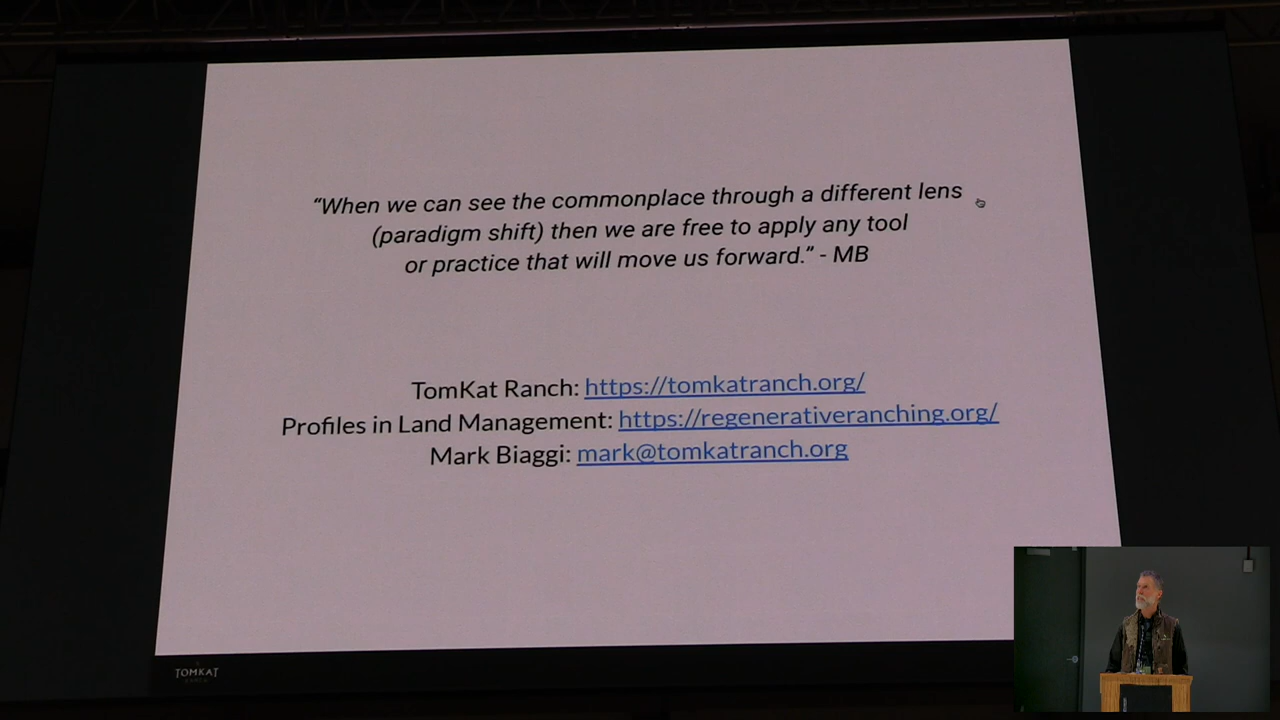 “When we can see the commonplace through a different lens
(paradigm shift) then we are free to apply any tool
or practice that will move us forward.” - MB
TomKat Ranch: https://tomkatranch.org/
Profiles in Land Management: https://regenerativeranching.org/
Mark Biaggi: mark@tomkatranch.org
TOMKAT